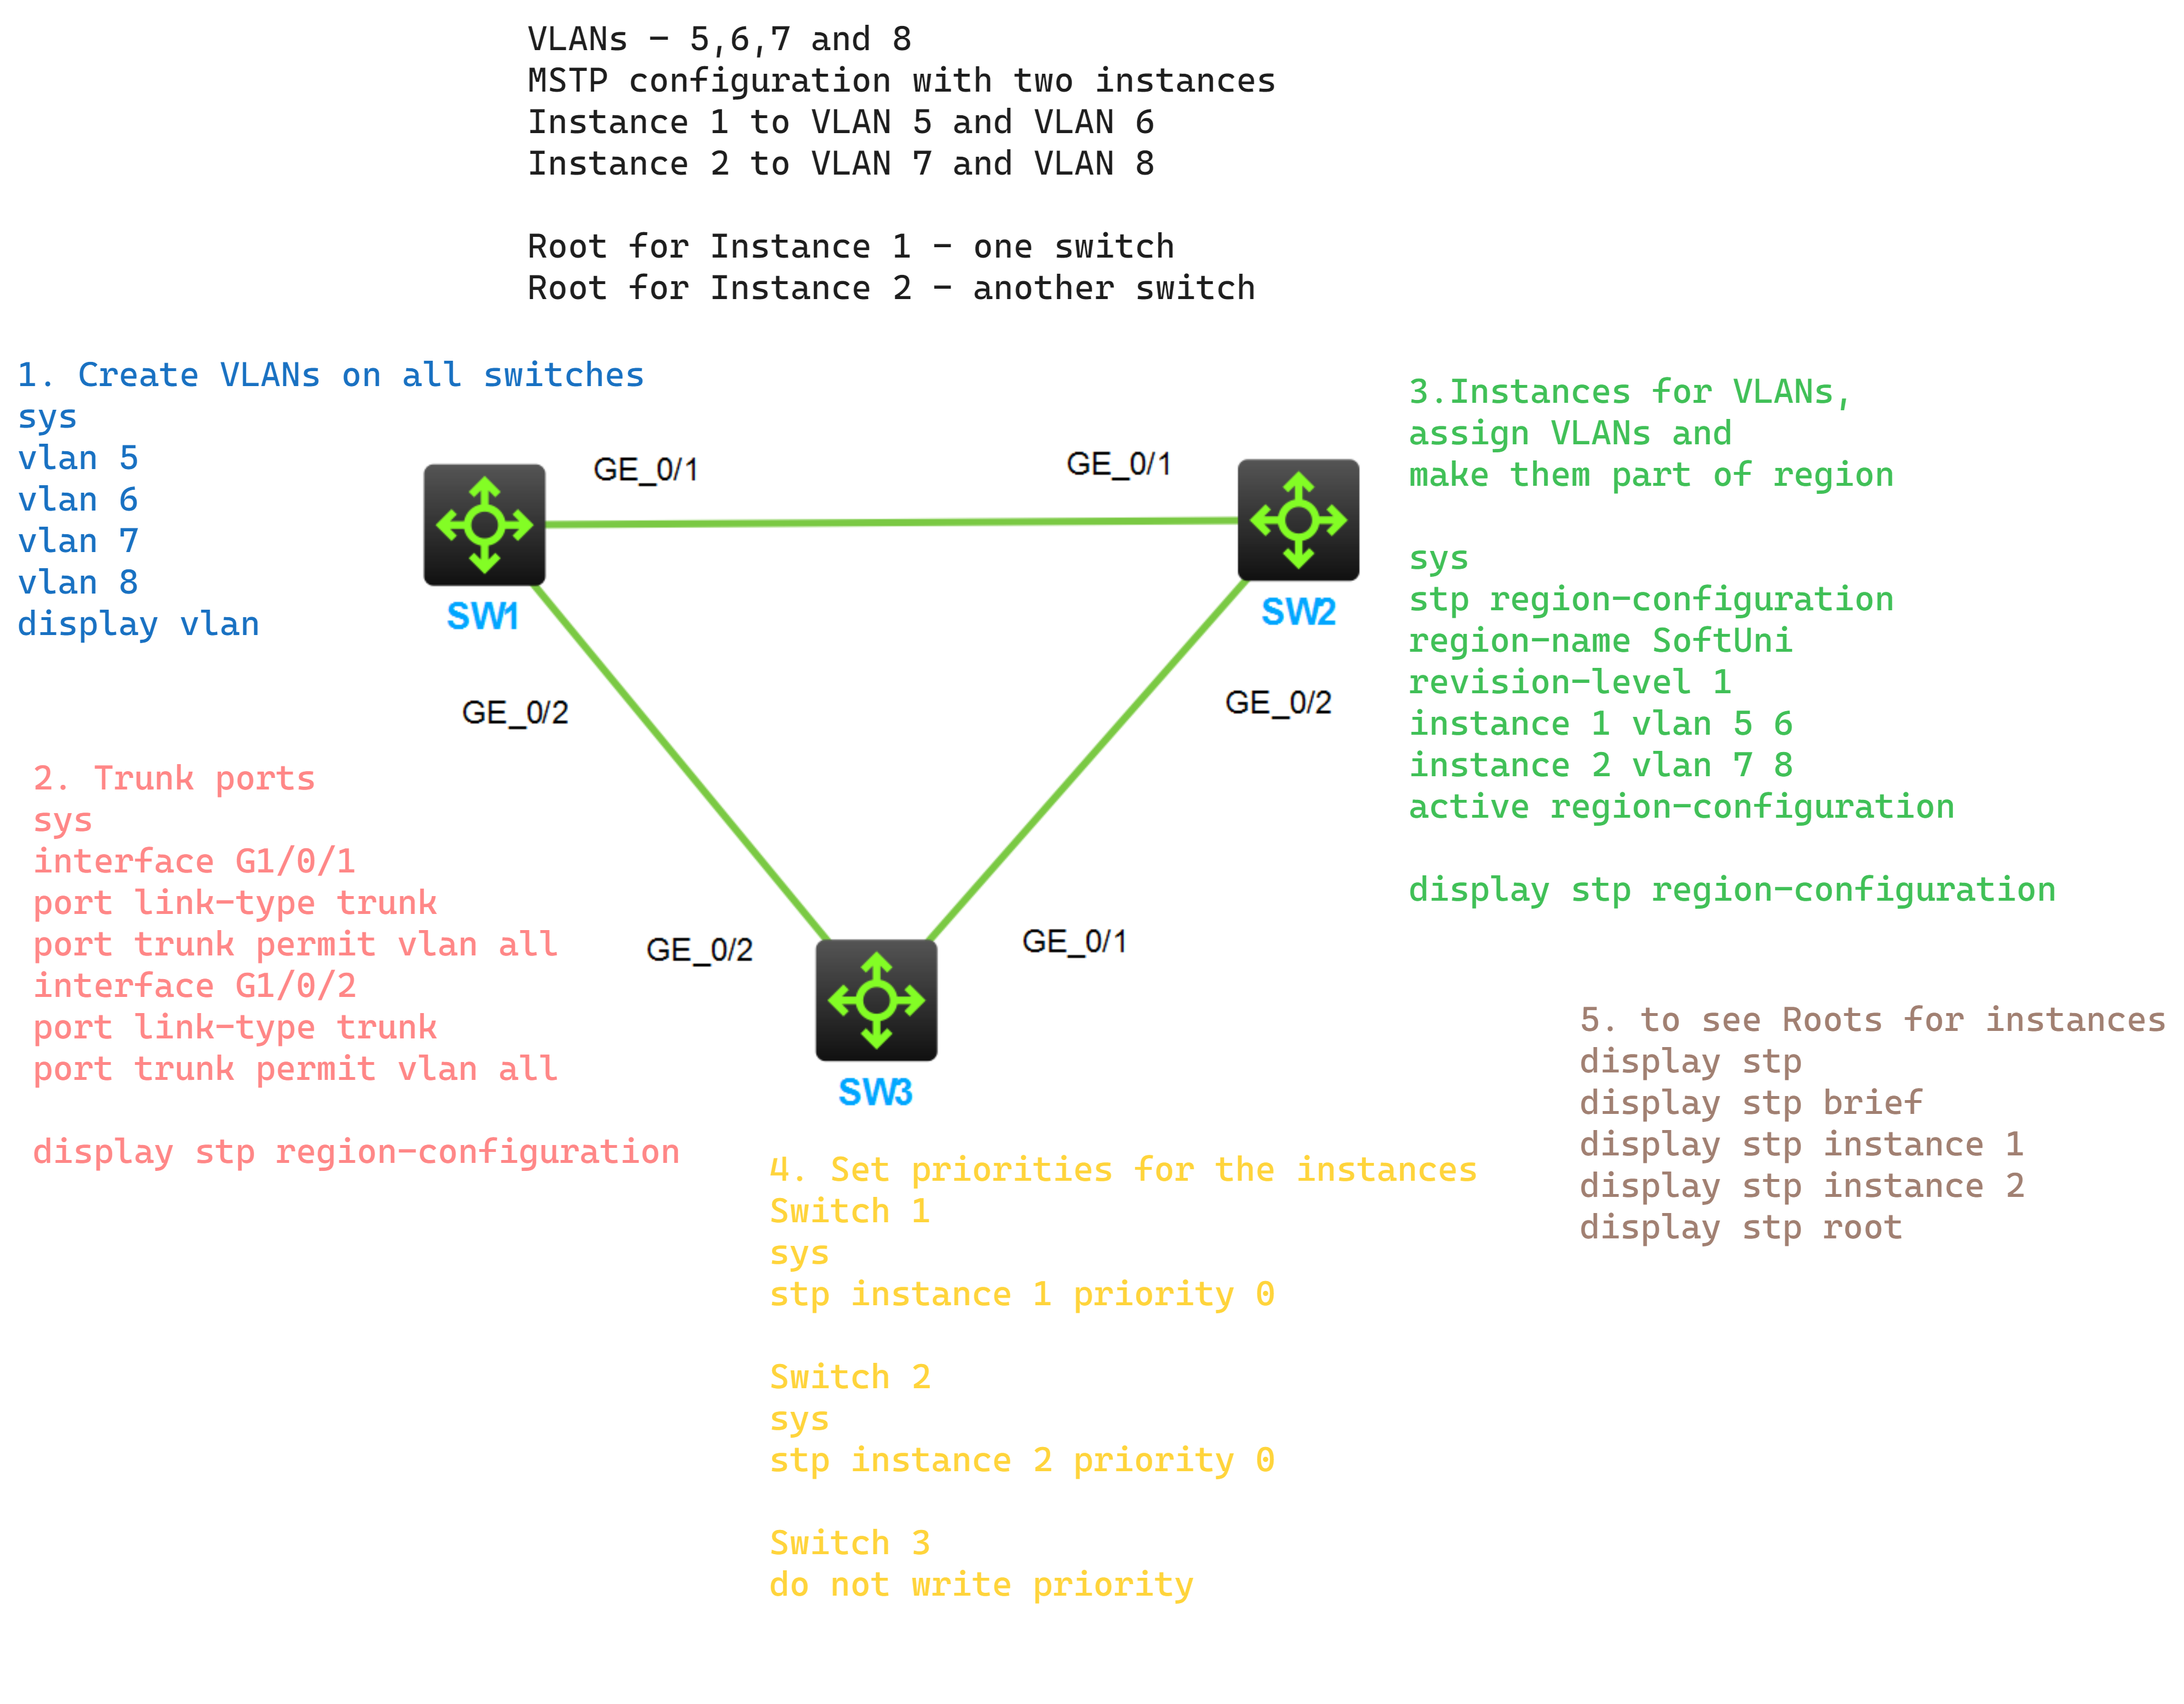 VLANs - 5,6,7 and 8
MSTP configuration with two instances
Instance 1 to VLAN 5 and VLAN 6
Instance 2 to VLAN 7 and VLAN 8
Root for Instance 1 - one switch
Root for Instance 2 - another switch
1. Create VLANs on all switches
sys
vlan 5
vlan 6
vlan 7
vlan 8
display vlan
GE_0/1
GE_0/1
SW1
SW2
GE_0/2
GE_0/2
GE_0/2
GE_0/1
SW3
2. Trunk ports
sys
interface G1/0/1
port link-type trunk
port trunk permit vlan all
interface G1/0/2
port link-type trunk
port trunk permit vlan all
display stp region-configuration
3.Instances for VLANs,
assign VLANs and
make them part of region
sys
stp region-configuration
region-name SoftUni
revision-level 1
instance 1 vlan 5 6
instance 2 vlan 7 8
active region-configuration
display stp region-configuration
4. Set priorities for the instances
Switch 1
sys
stp instance 1 priority 0
Switch 2
sys
stp instance 2 priority 0
Switch 3
do not write priority
5. to see Roots for instances
display stp
display stp brief
display stp instance 1
display stp instance 2
display stp root